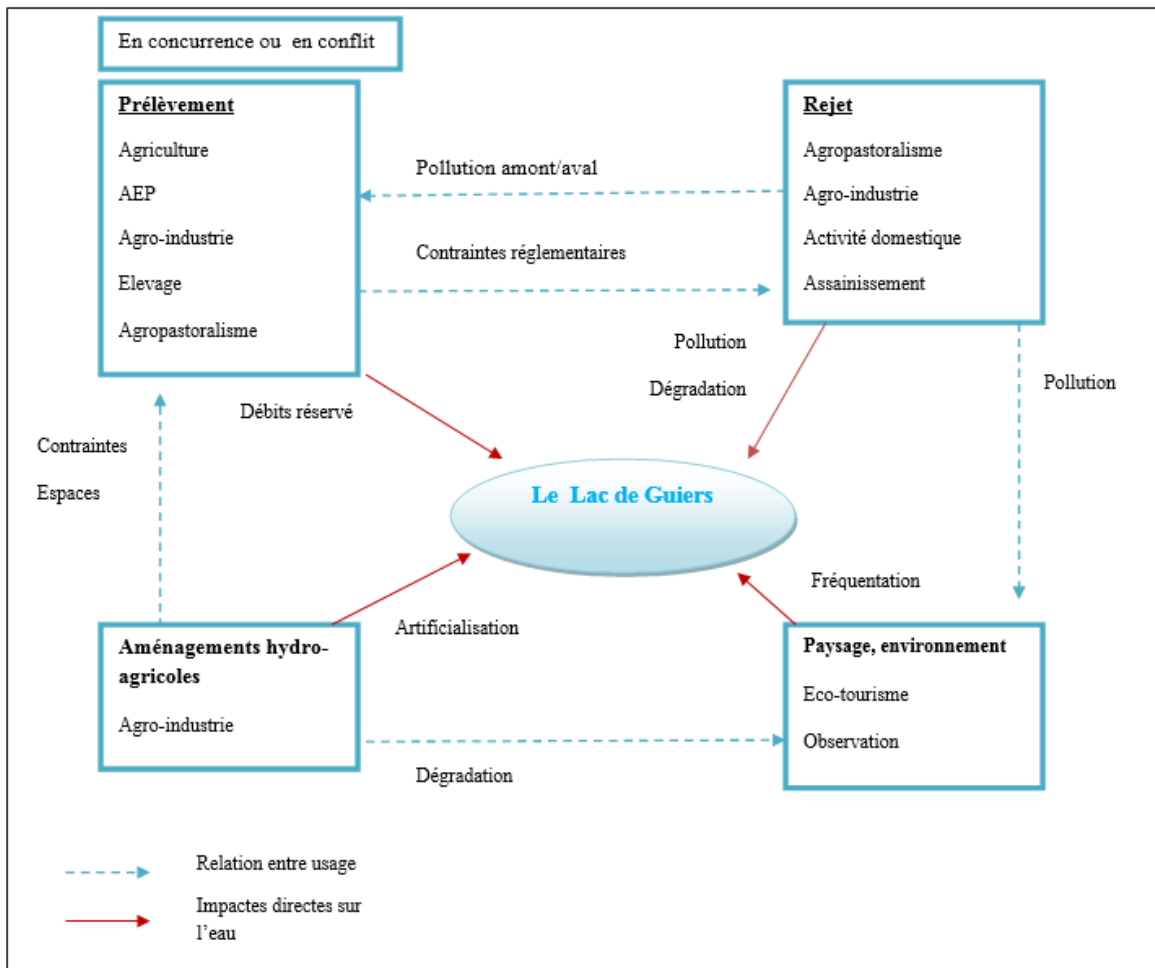 En concurrence ou en conflit
Prélèvement
Agriculture
AEP
Agro-industrie
Elevage
Agropastoralisme
Pollution amont/aval
Contraintes réglementaires
Rejet
Agropastoralisme
Agro-industrie
Activité domestique
Assainissement
Pollution
Dégradation
Pollution
Débits réservé
Contraintes
Espaces
Le Lac de Guiers
Fréquentation
Artificialisation
Aménagements hydro-
agricoles
Agro-industrie
Dégradation
Paysage, environnement
Eco-tourisme
Observation
Relation entre usage
Impactes directes sur
l'eau